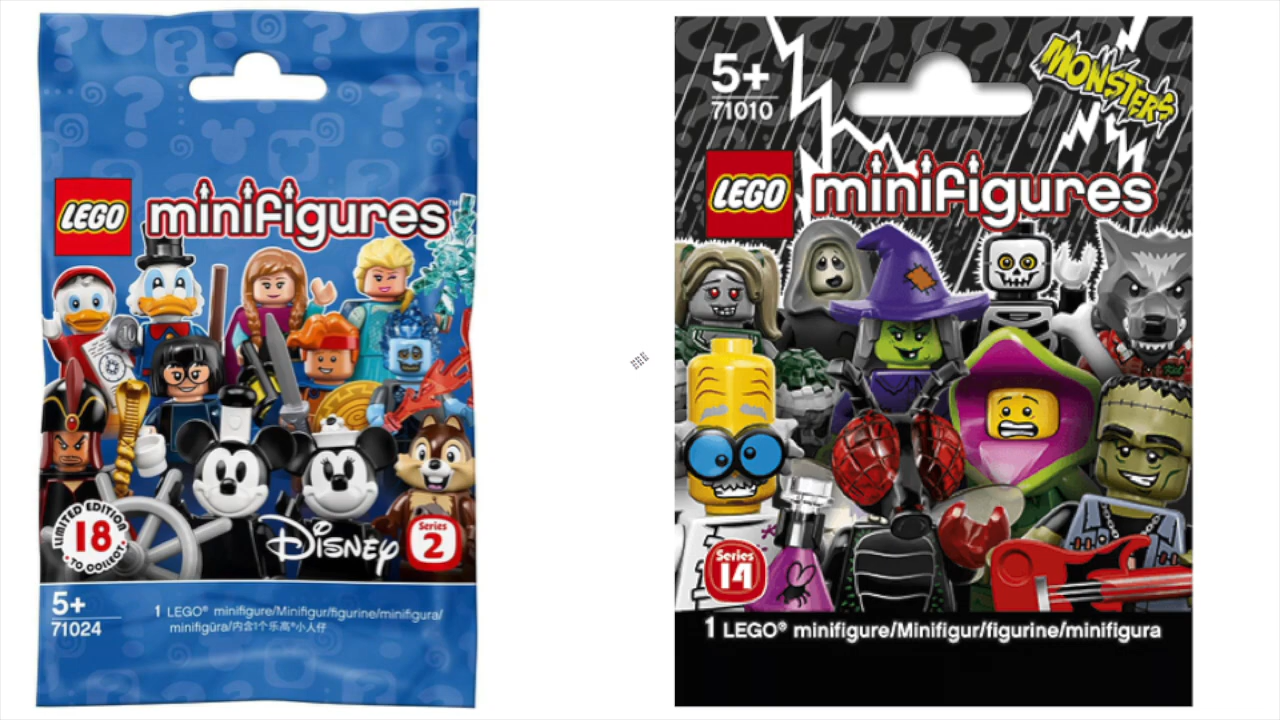 LEGO minifigures™
LIMITED EDITION
18
TO COLLECT
DISNEY
Series
2
5+
71024
1 LEGO® minifigure/Minifigur/figurine/minifigura/
minifigūra/内含1个乐高®小人仔
5+
71010
MONSTERS
LEGO minifigures
Series
14
1 LEGO® minifigure/Minifigur/figurine/minifigura